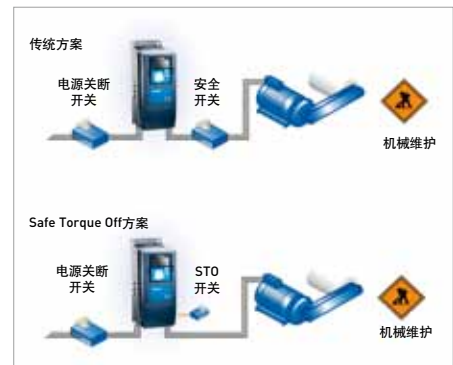 传统方案
电源关断
开关
安全
开关
机械维护
Safe Torque Off方案
电源关断
开关
STO
开关
机械维护